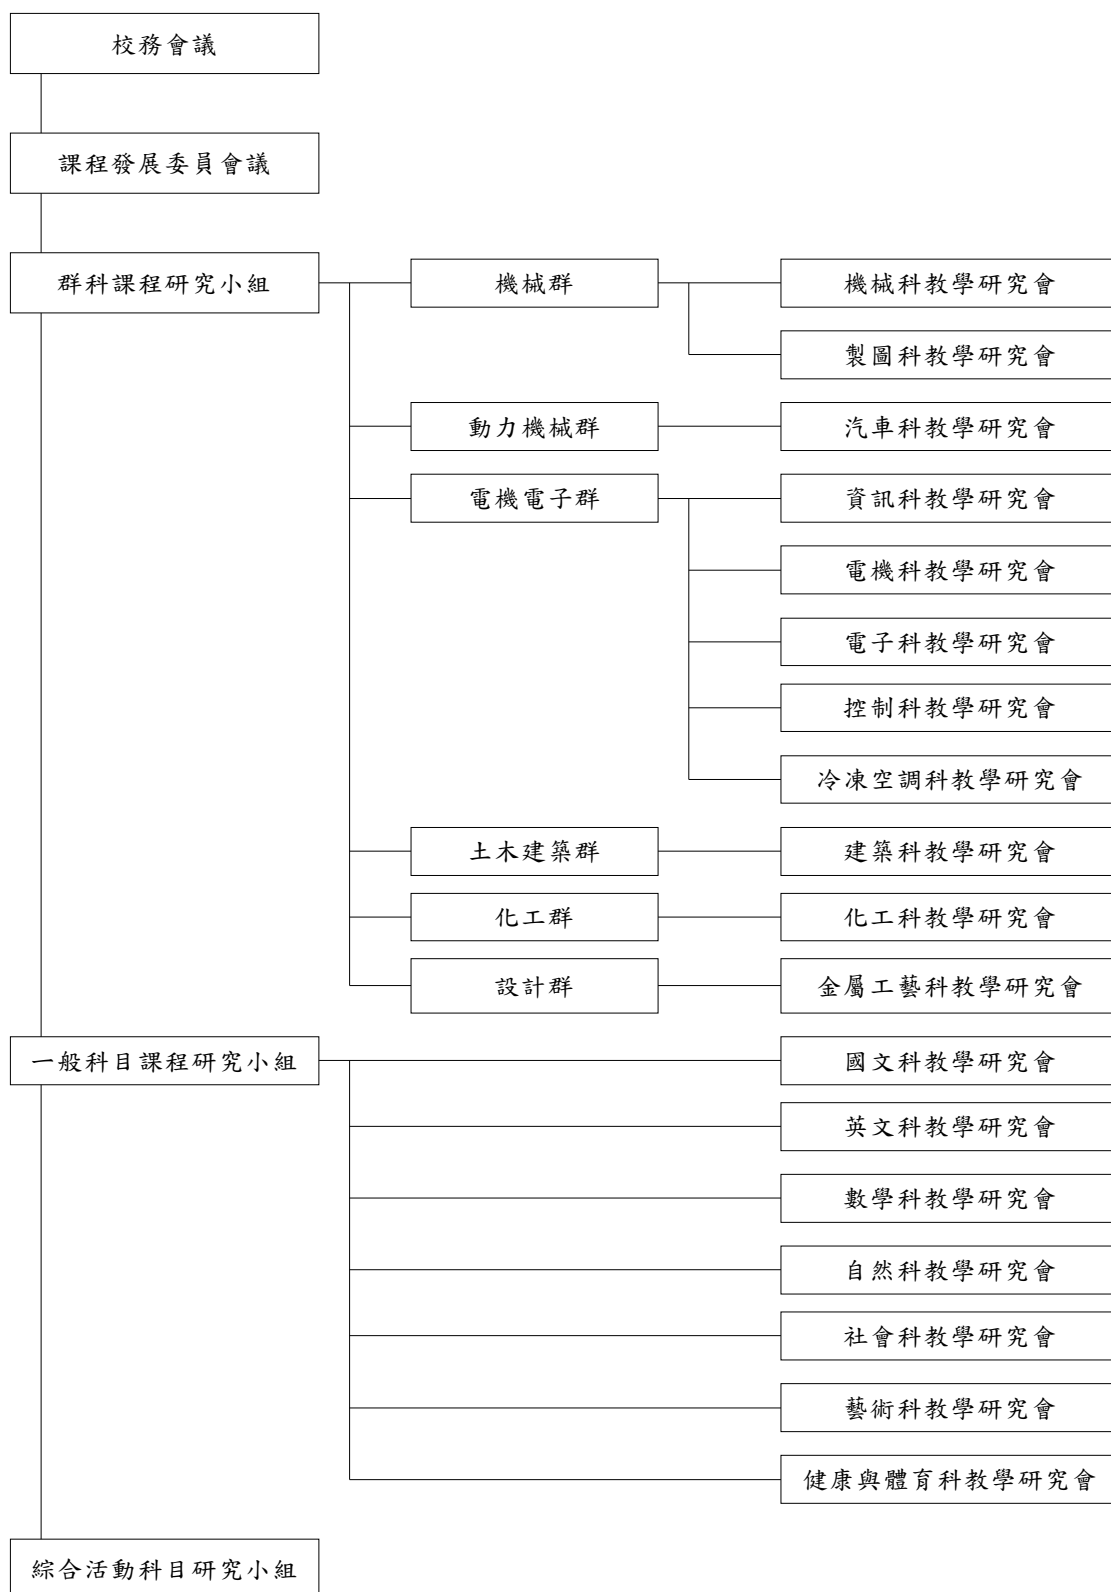 校務會議
課程發展委員會議
群科課程研究小組
機械群
機械科教學研究會
製圖科教學研究會
動力機械群
汽車科教學研究會
電機電子群
資訊科教學研究會
電機科教學研究會
電子科教學研究會
控制科教學研究會
冷凍空調科教學研究會
土木建築群
建築科教學研究會
化工群
化工科教學研究會
設計群
金屬工藝科教學研究會
一般科目課程研究小組
國文科教學研究會
英文科教學研究會
數學科教學研究會
自然科教學研究會
社會科教學研究會
藝術科教學研究會
健康與體育科教學研究會
綜合活動科目研究小組